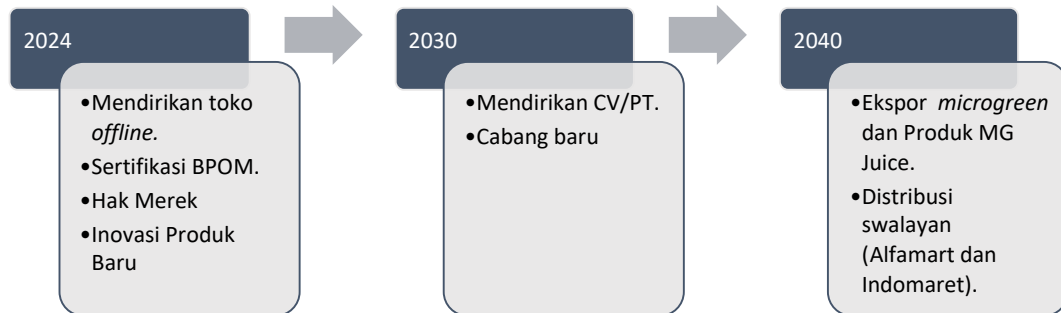 2024
•Mendirikan toko
offline.
•Sertifikasi BPOM.
•Hak Merek
•Inovasi Produk
Baru
2030
•Mendirikan CV/PT.
•Cabang baru
2040
•Ekspor microgreen
dan Produk MG
Juice.
•Distribusi
swalayan
(Alfamart dan
Indomaret).